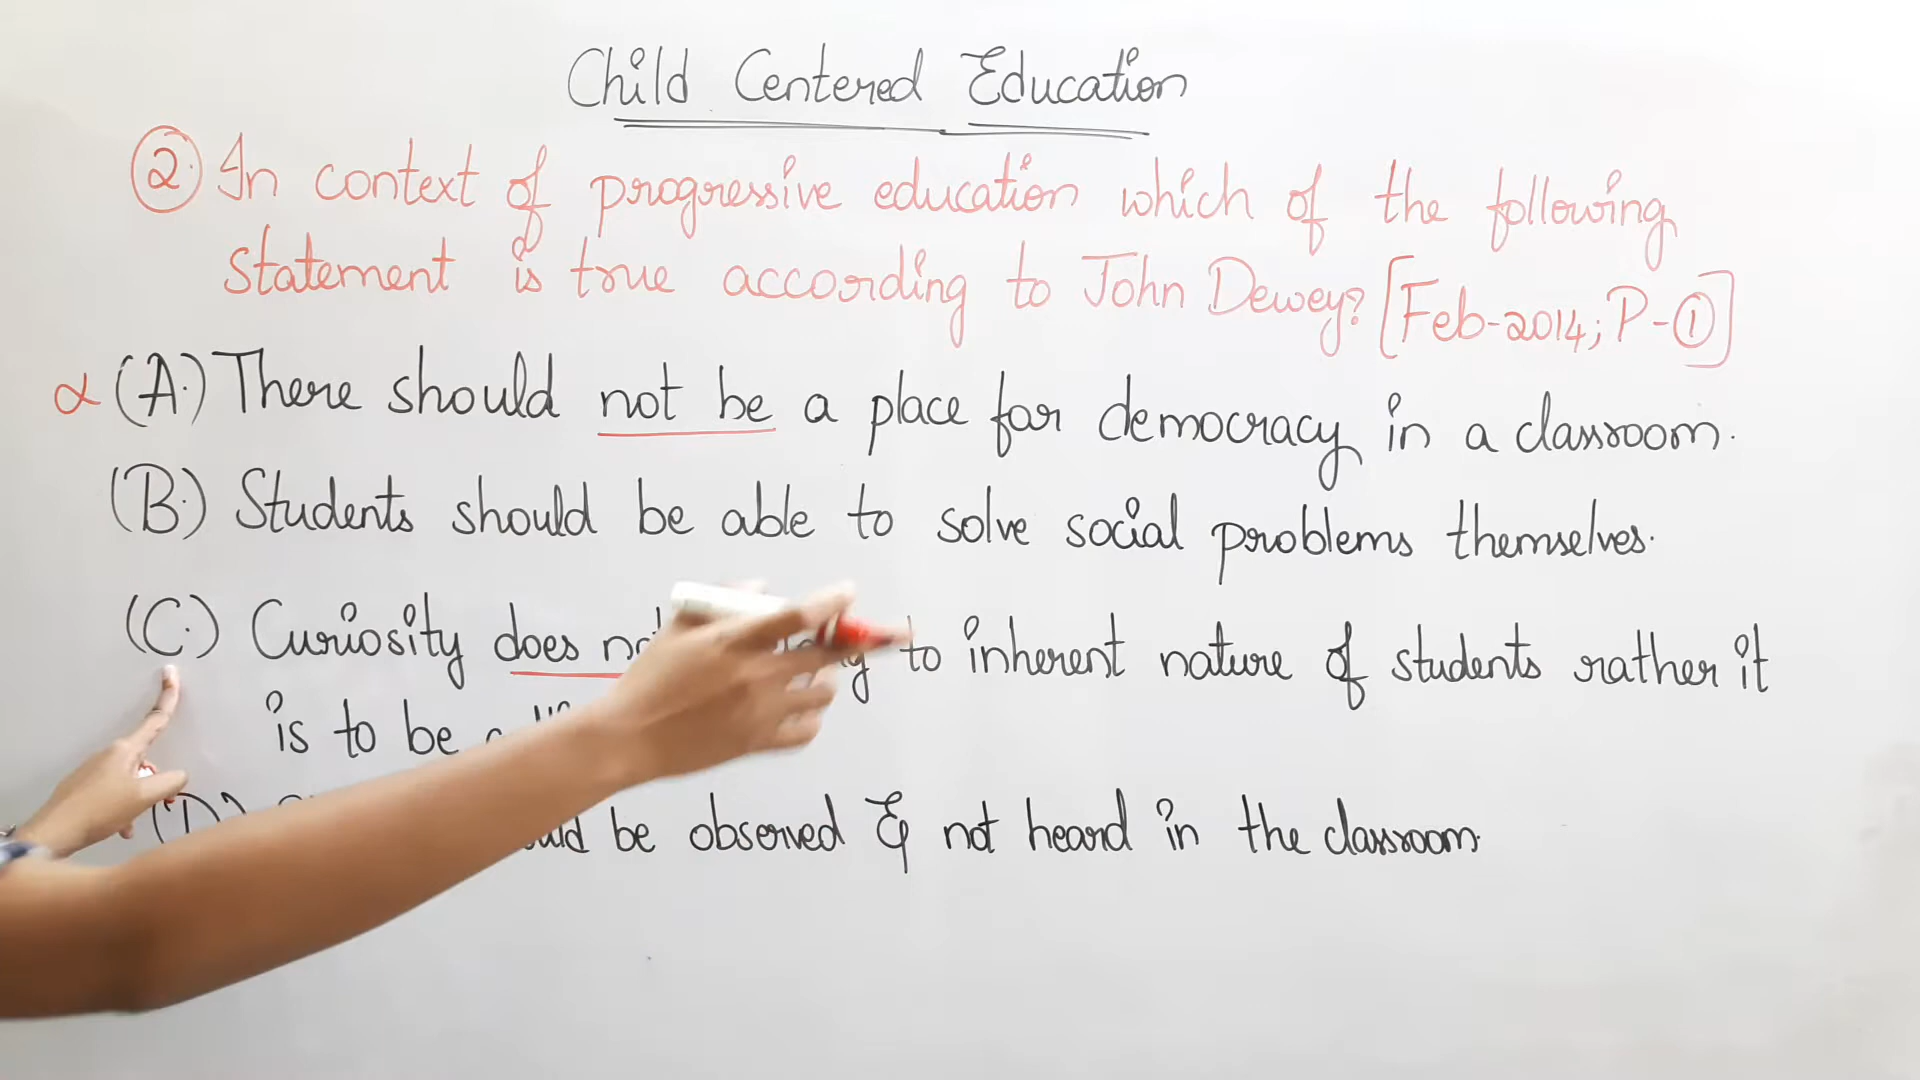 Child Centered Education
② In context of progressive education which of the following
statement is true according to John Dewey? [Feb-2014; P-①]
(A.) There should not be a place for democracy in a classroom.
(B.) Students should be able to solve social problems themselves.
(C.) Curiosity does to inherent nature of students rather it
is to be
(D) be observed & not heard in the classroom.